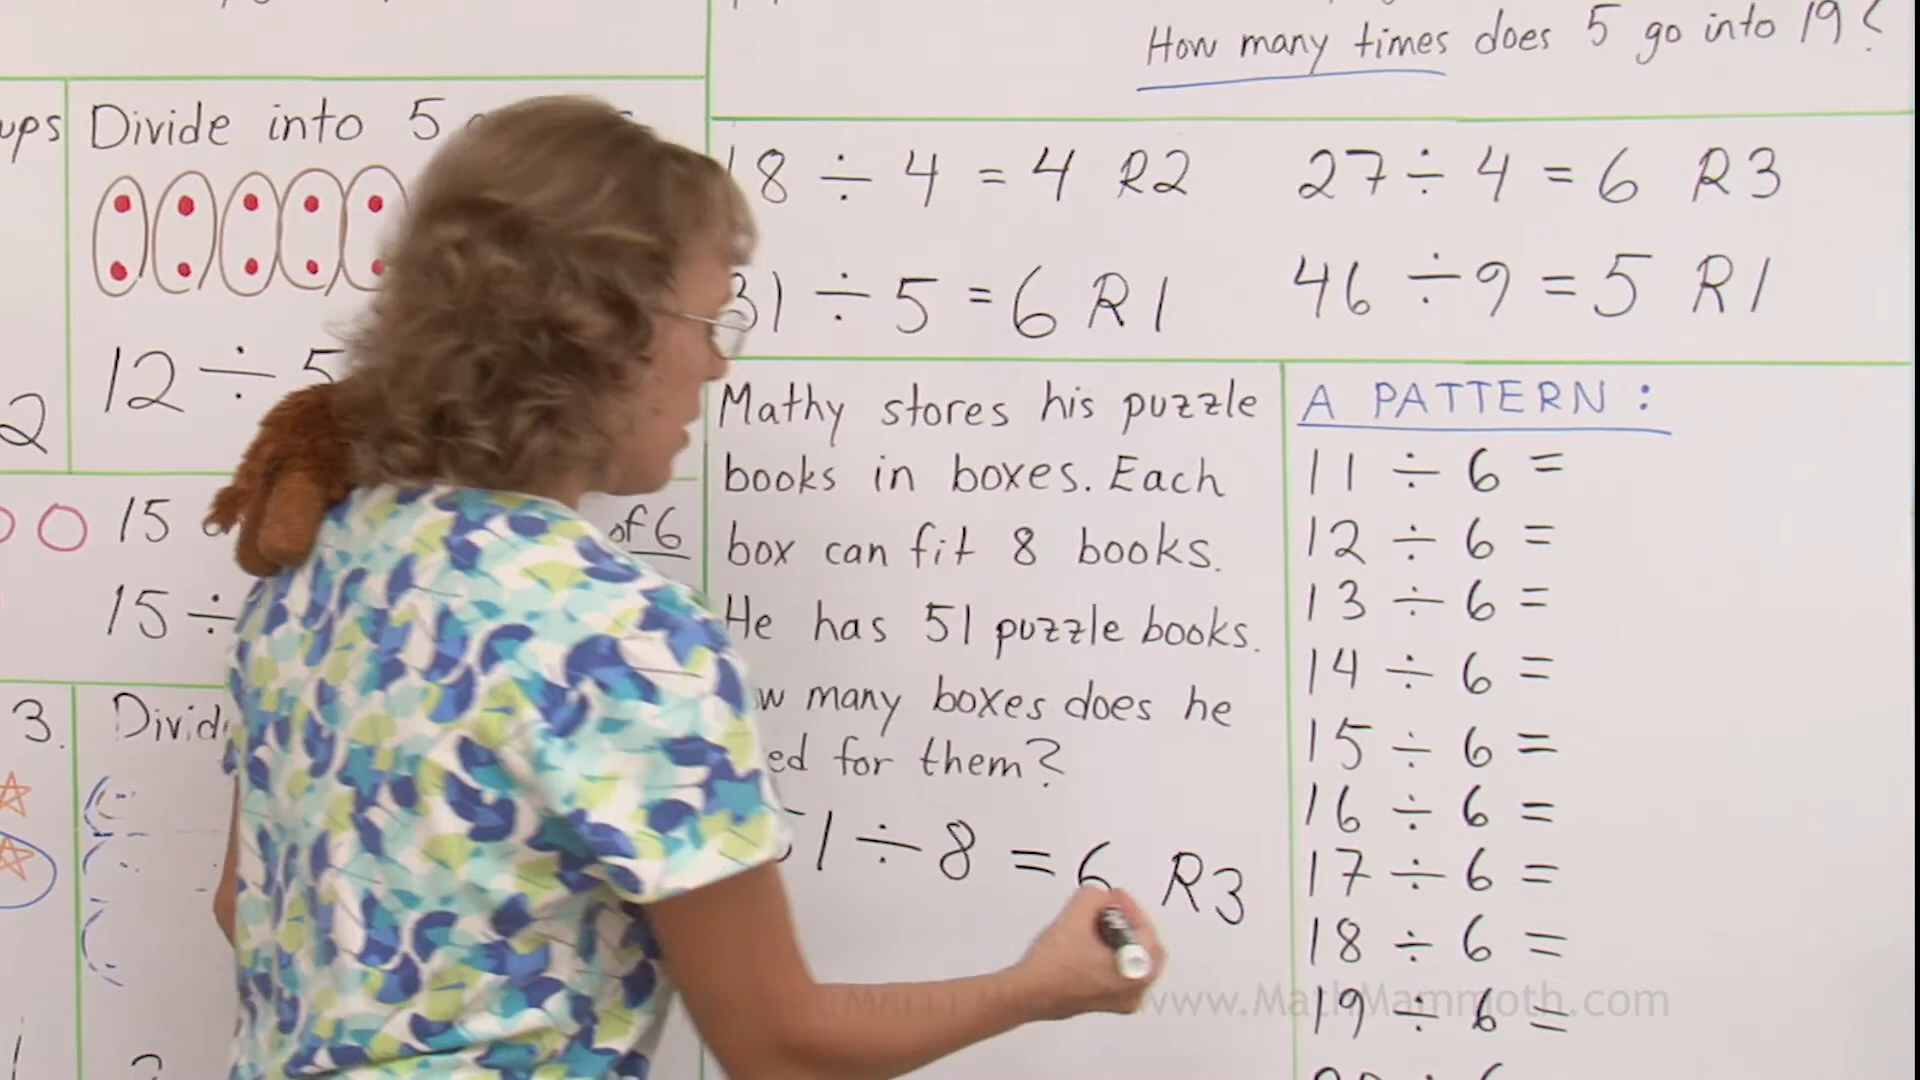 How many times does 5 go into 19?
ups
Divide into 5
12 ÷ 5
2
15
of 6
15 ÷
3.
Divid
8 ÷ 4 = 4 R2
27 ÷ 4 = 6 R3
31 ÷ 5 = 6 R1
46 ÷ 9 = 5 R1
Mathy stores his puzzle
books in boxes. Each
box can fit 8 books.
He has 51 puzzle books.
w many boxes does he
ed for them?
51 ÷ 8 = 6 R3
A PATTERN:
11 ÷ 6 =
12 ÷ 6 =
13 ÷ 6 =
14 ÷ 6 =
15 ÷ 6 =
16 ÷ 6 =
17 ÷ 6 =
18 ÷ 6 =
19 ÷ 6 =
www.MathMammoth.com